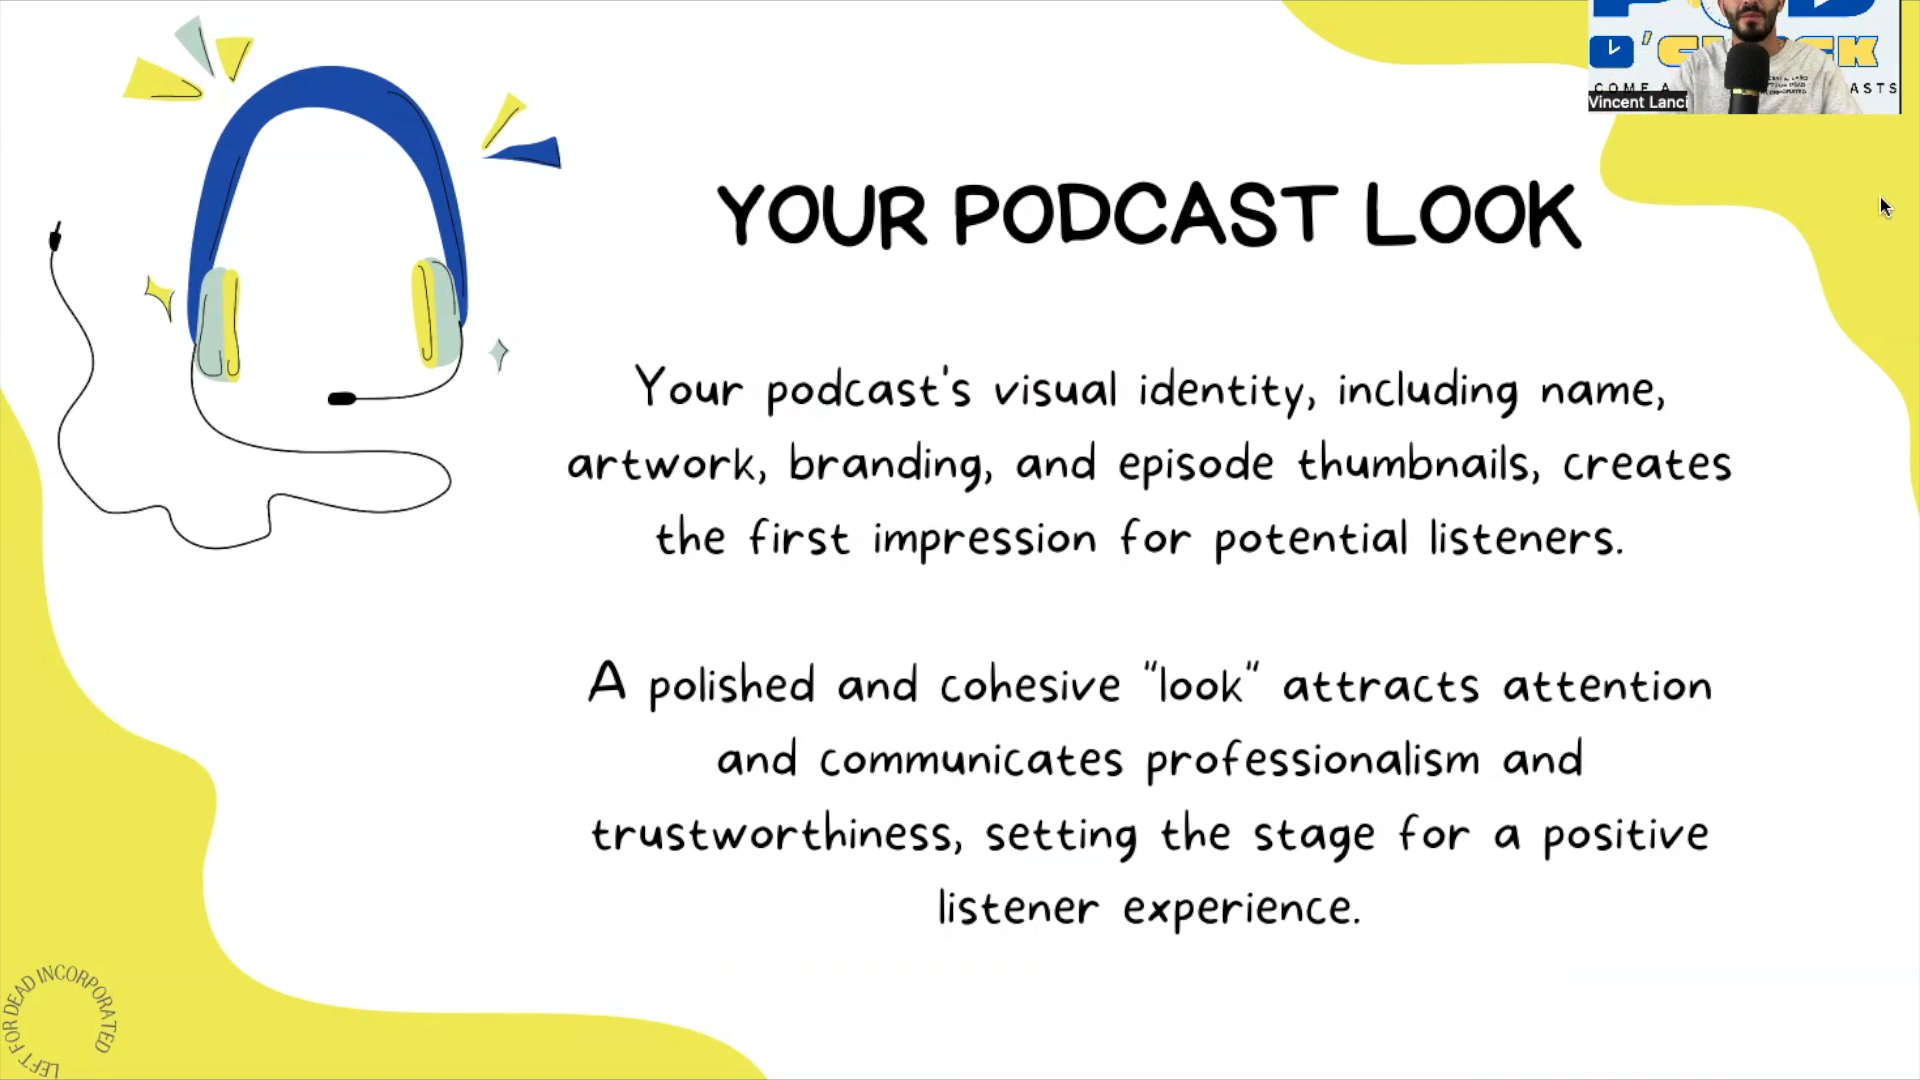 YOUR PODCAST LOOK
Your podcast's visual identity, including name,
artwork, branding, and episode thumbnails, creates
the first impression for potential listeners.
A polished and cohesive "look" attracts attention
and communicates professionalism and
trustworthiness, setting the stage for a positive
listener experience.
Vincent Lanci
LEFT FOR DEAD INCORPORATED